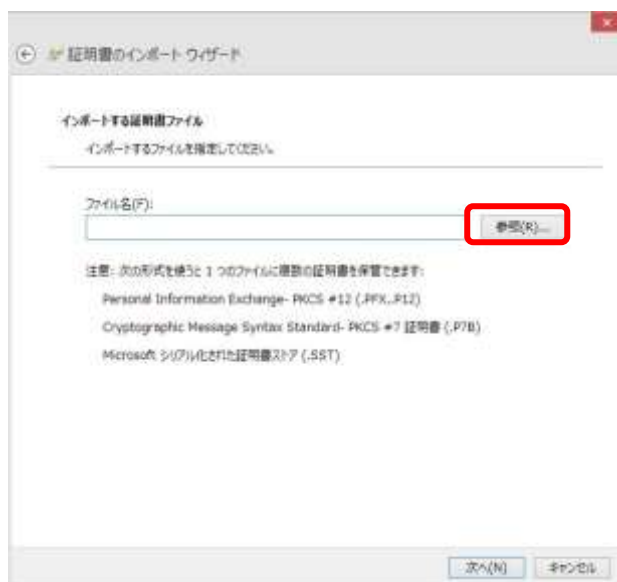 証明書のインポート ウィザード
インポートする証明書ファイル
インポートするファイルを指定してください。
ファイル名(F):
参照(R)...
注意: 次の形式を使うと 1 つのファイルに複数の証明書を保管できます:
Personal Information Exchange- PKCS #12 (.PFX,.P12)
Cryptographic Message Syntax Standard- PKCS #7 証明書 (.P7B)
Microsoft シリアル化された証明書ストア (.SST)
次へ(N)
キャンセル